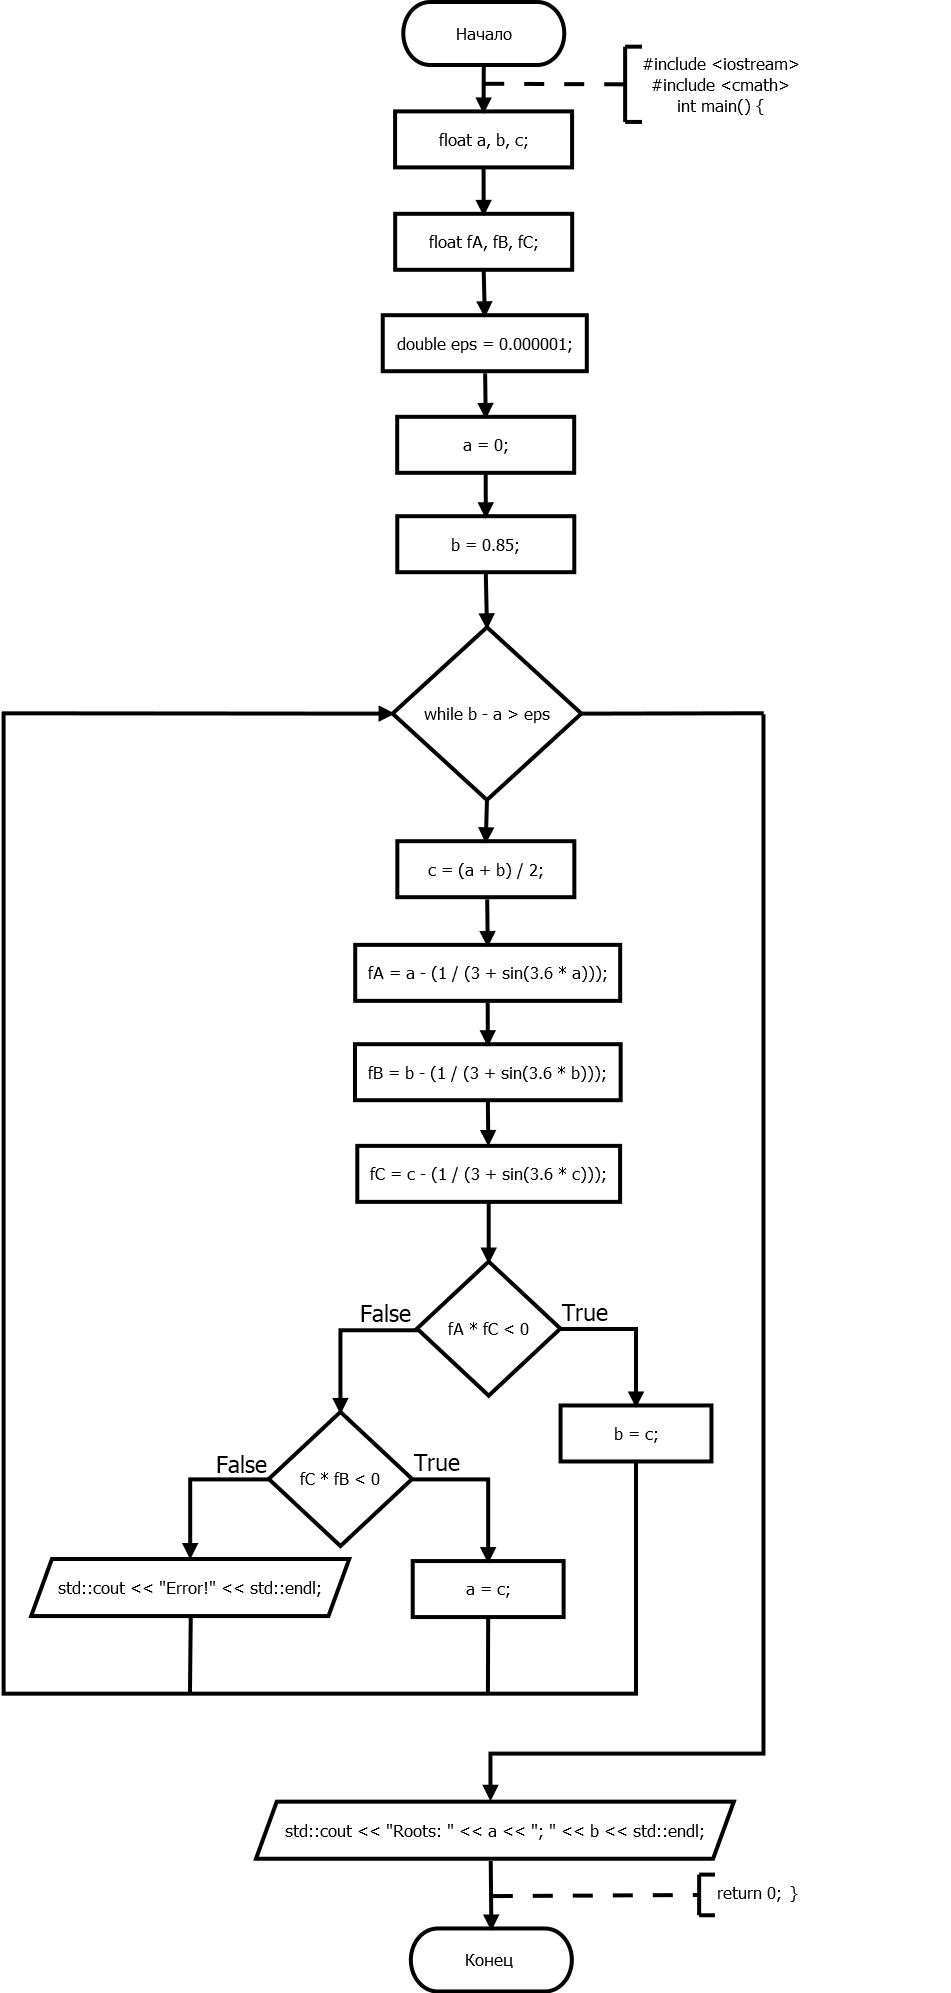 Начало
#include <iostream>
#include <cmath>
int main() {
float a, b, c;
float fA, fB, fC;
double eps = 0.000001;
a = 0;
b = 0.85;
while b - a > eps
c = (a + b) / 2;
fA = a - (1 / (3 + sin(3.6 * a)));
fB = b - (1 / (3 + sin(3.6 * b)));
fC = c - (1 / (3 + sin(3.6 * c)));
False
fA * fC < 0
True
b = c;
False
fC * fB < 0
True
std::cout << "Error!" << std::endl;
a = c;
std::cout << "Roots: " << a << "; " << b << std::endl;
return 0; }
Конец